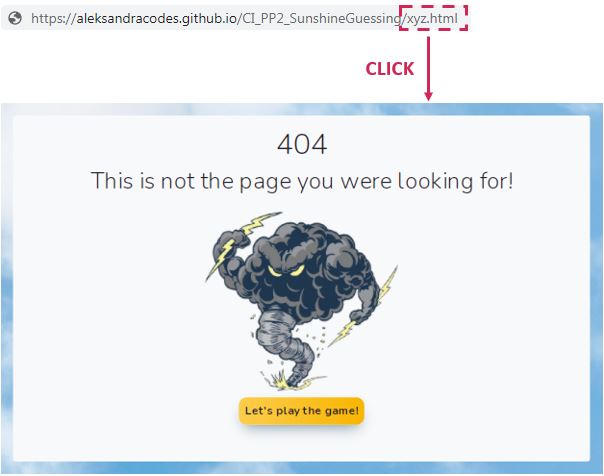 https://aleksandracodes.github.io/CI_PP2_SunshineGuessing/xyz.html
CLICK
404
This is not the page you were looking for!
Let's play the game!